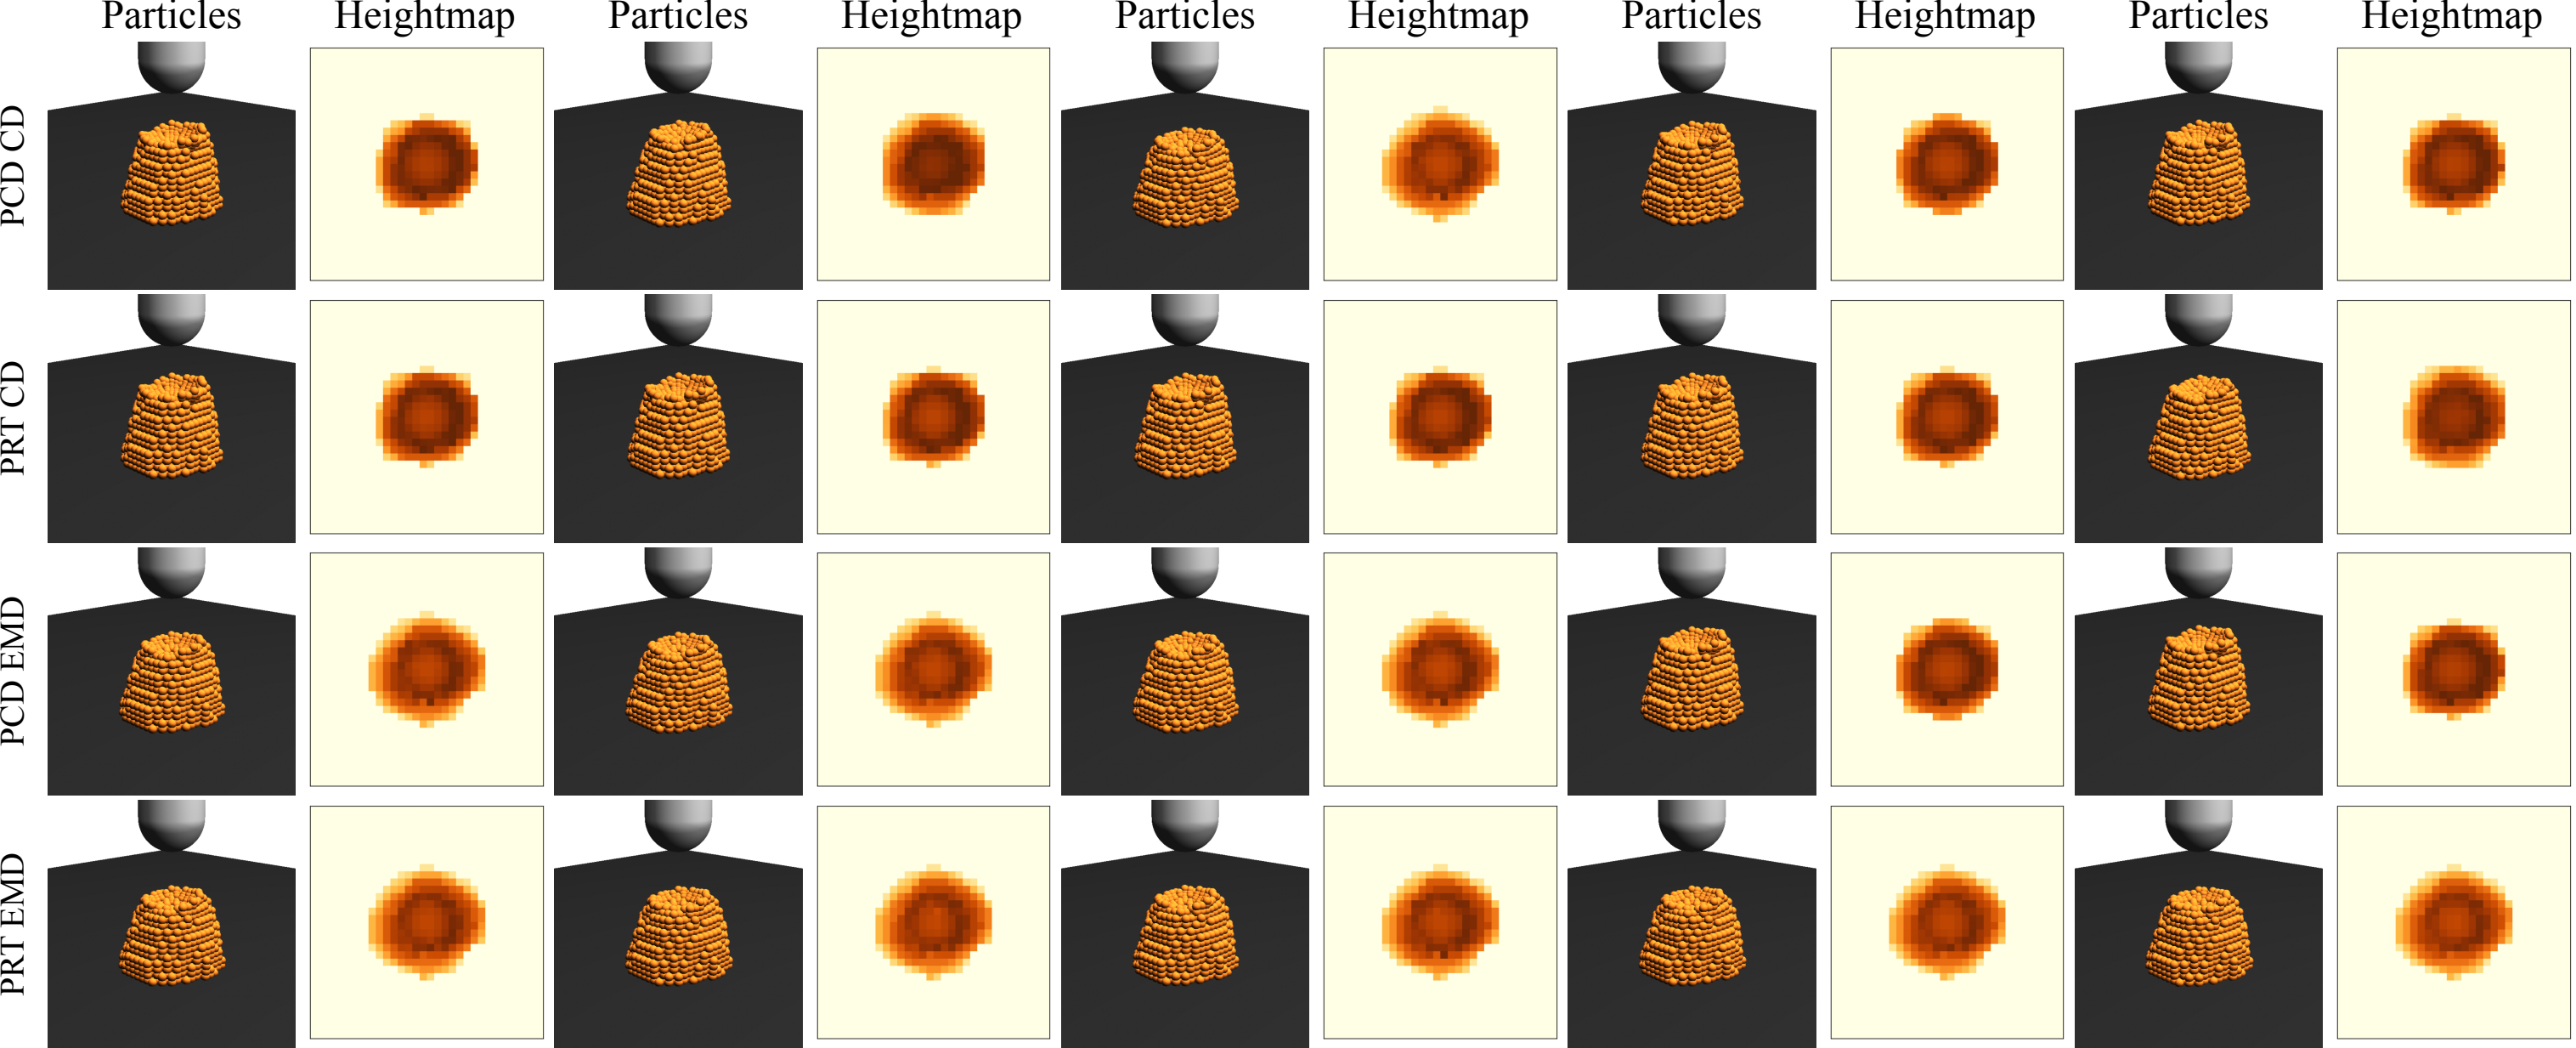 Particles Heightmap Particles Heightmap Particles Heightmap Particles Heightmap Particles Heightmap
PCD CD
PRT CD
PCD EMD
PRT EMD